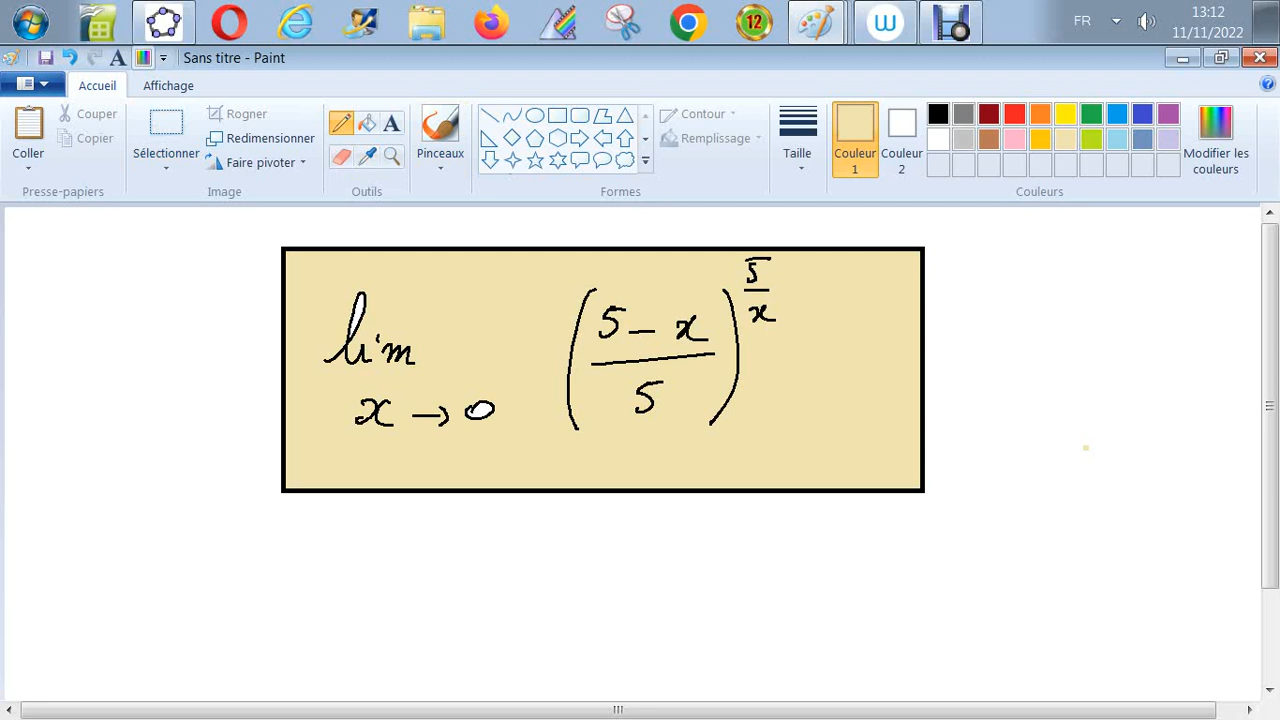 12
W
FR
13:12
11/11/2022
Sans titre - Paint
Accueil Affichage
Coller
Couper
Copier
Presse-papiers
Sélectionner
Rogner
Redimensionner
Faire pivoter
Image
A
Outils
Pinceaux
Contour
Remplissage
Formes
Taille
Couleur 1
Couleur 2
Modifier les couleurs
Couleurs
lim
x → 0
(5 - x / 5)^(5/x)